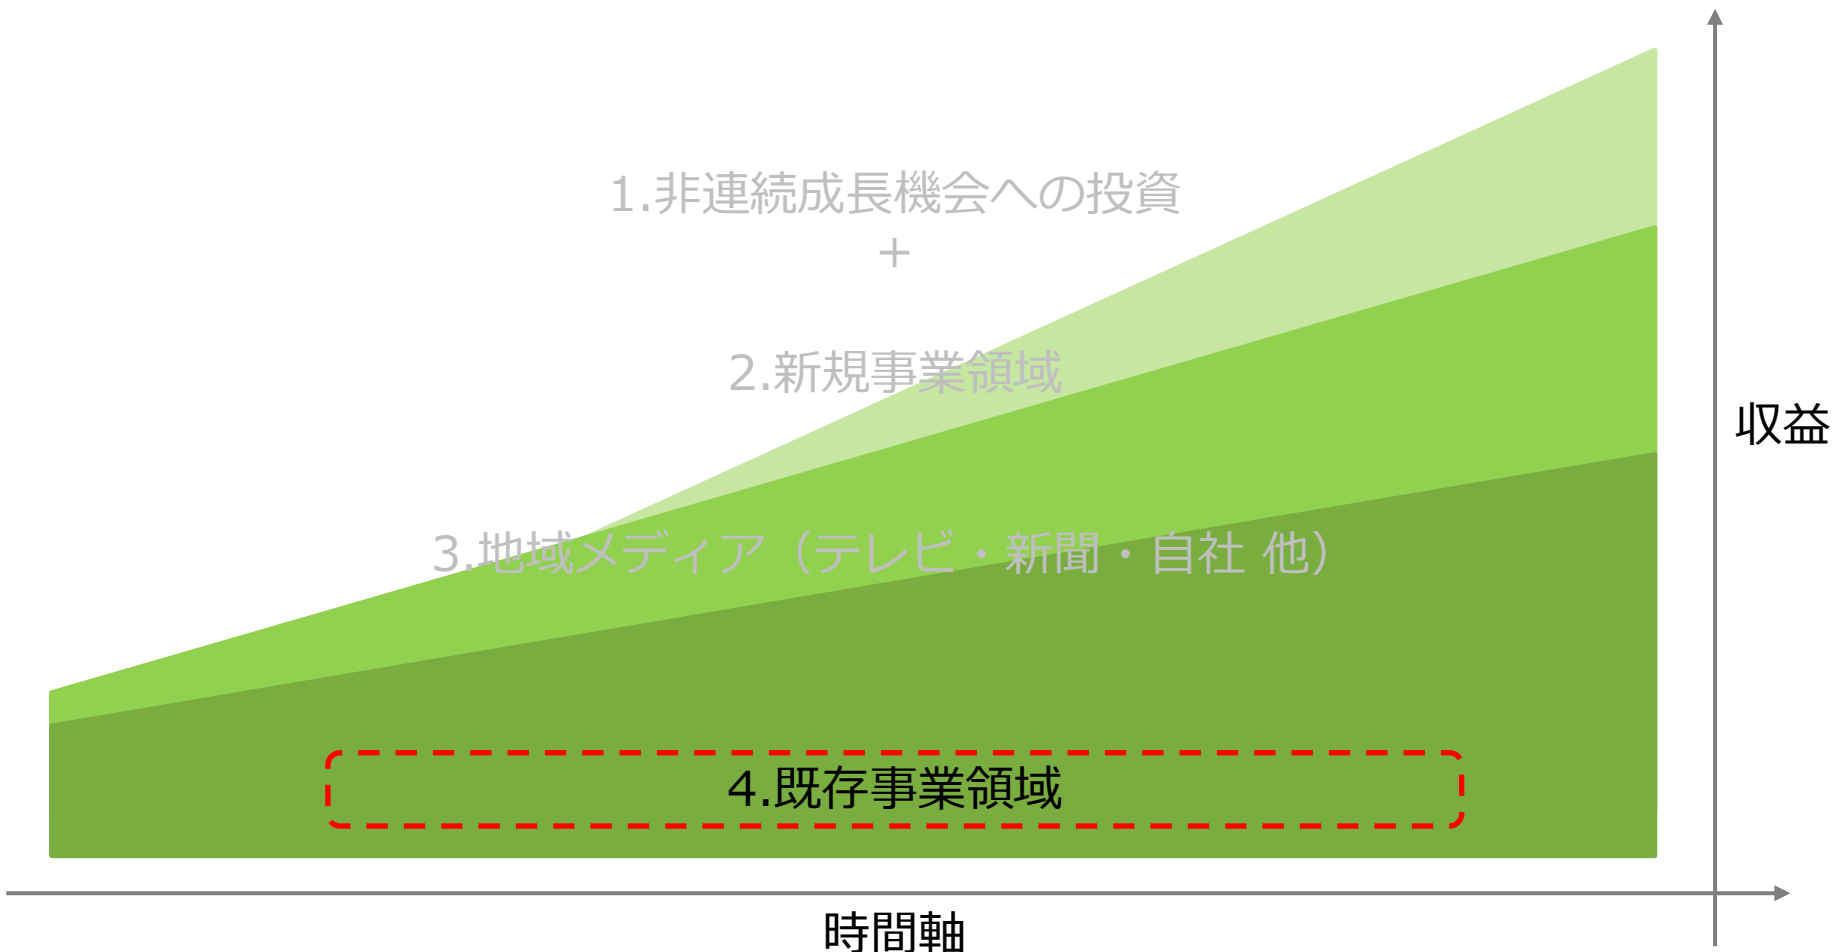 1.非連続成長機会への投資
+
2.新規事業領域
収益
3.地域メディア（テレビ・新聞・自社 他）
4.既存事業領域
時間軸